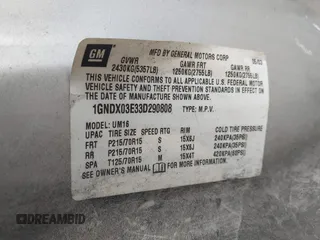 GM
MFD BY GENERAL MOTORS CORP
GVWR GAWR FRT GAWR RR
2430KG(5357LB) 1250KG(2755LB) 1250KG(2755LB)
THIS VEHICLE CONFORMS TO ALL APPLICABLE U.S. FEDERAL MOTOR
VEHICLE SAFETY AND THEFT PREVENTION STANDARDS IN EFFECT ON
THE DATE OF MANUFACTURE SHOWN ABOVE.
1GNDX03E33D290808 TYPE: M.P.V.
MODEL: UM16
UPAC TIRE SIZE SPEED RTG RIM COLD TIRE PRESSURE
FRT P215/70R15 S 15X6J 240KPA(35PSI)
RR P215/70R15 S 15X6J 240KPA(35PSI)
SPA T125/70R15 M 15X4T 420KPA(60PSI)
SEE OWNER'S MANUAL FOR MORE INFORMATION.
DREAMBID